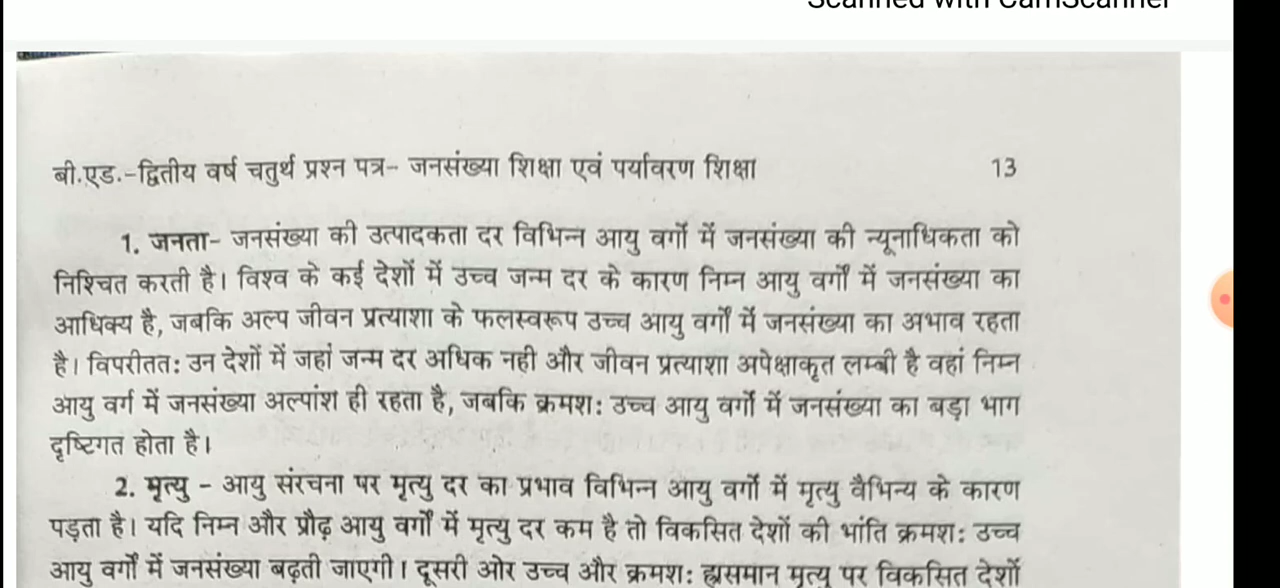 Scanned with CamScanner
बी.एड.-द्वितीय वर्ष चतुर्थ प्रश्न पत्र- जनसंख्या शिक्षा एवं पर्यावरण शिक्षा 13
1. जनता- जनसंख्या की उत्पादकता दर विभिन्न आयु वर्गो में जनसंख्या की न्यूनाधिकता को
निश्चित करती है। विश्व के कई देशों में उच्च जन्म दर के कारण निम्न आयु वर्गों में जनसंख्या का
आधिक्य है, जबकि अल्प जीवन प्रत्याशा के फलस्वरूप उच्च आयु वर्गों में जनसंख्या का अभाव रहता
है। विपरीततः उन देशों में जहां जन्म दर अधिक नही और जीवन प्रत्याशा अपेक्षाकृत लम्बी है वहां निम्न
आयु वर्ग में जनसंख्या अल्पांश ही रहता है, जबकि क्रमशः उच्च आयु वर्गो में जनसंख्या का बड़ा भाग
दृष्टिगत होता है।
2. मृत्यु - आयु संरचना पर मृत्यु दर का प्रभाव विभिन्न आयु वर्गो में मृत्यु वैभिन्य के कारण
पड़ता है। यदि निम्न और प्रौढ़ आयु वर्गों में मृत्यु दर कम है तो विकसित देशों की भांति क्रमशः उच्च
आयु वर्गों में जनसंख्या बढ़ती जाएगी। दूसरी ओर उच्च और क्रमशः ह्रासमान मृत्यु पर विकसित देशों